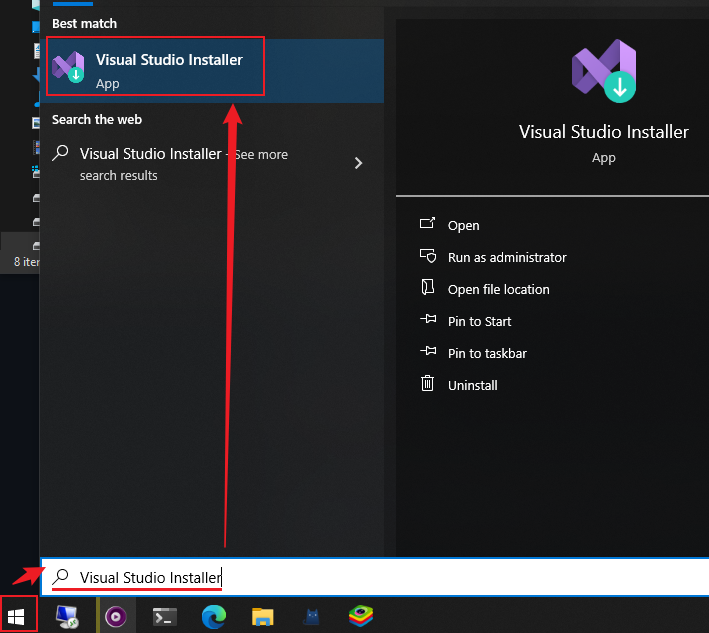 Best match
Visual Studio Installer
App
Search the web
Visual Studio Installer - See more
search results
8 iter
Visual Studio Installer
App
Open
Run as administrator
Open file location
Pin to Start
Pin to taskbar
Uninstall
Visual Studio Installer